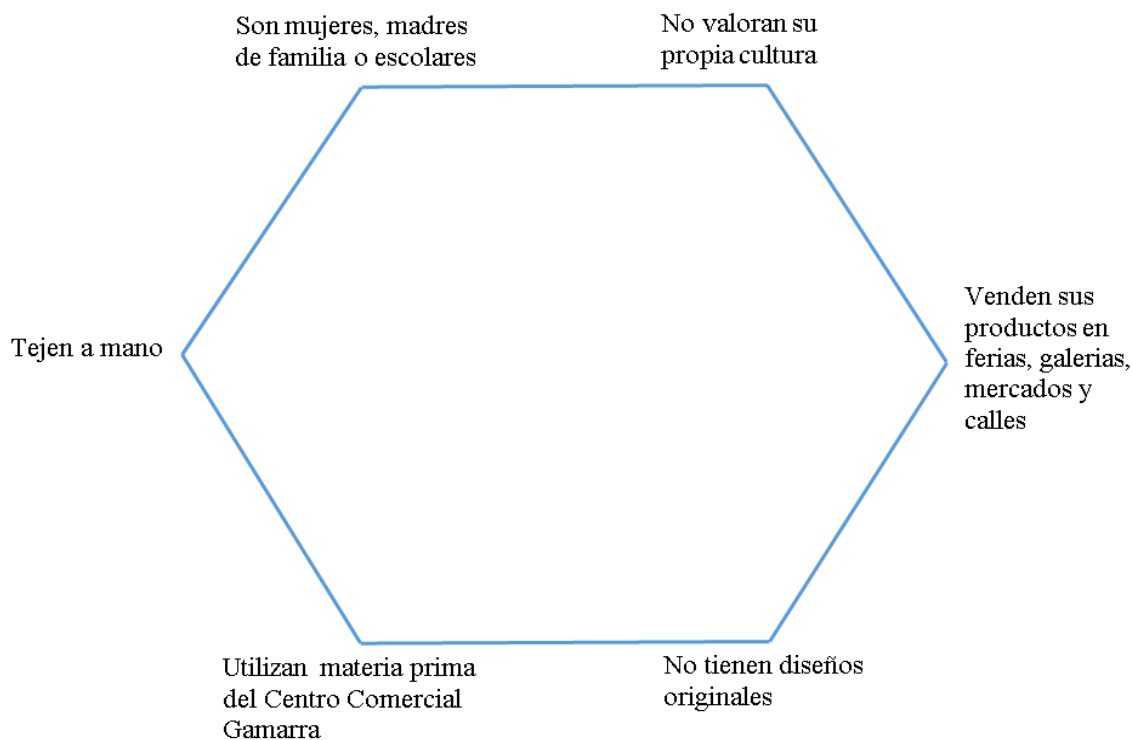 Son mujeres, madres
de familia o escolares
No valoran su
propia cultura
Tejen a mano
Venden sus
productos en
ferias, galerias,
mercados y
calles
Utilizan materia prima
del Centro Comercial
Gamarra
No tienen diseños
originales